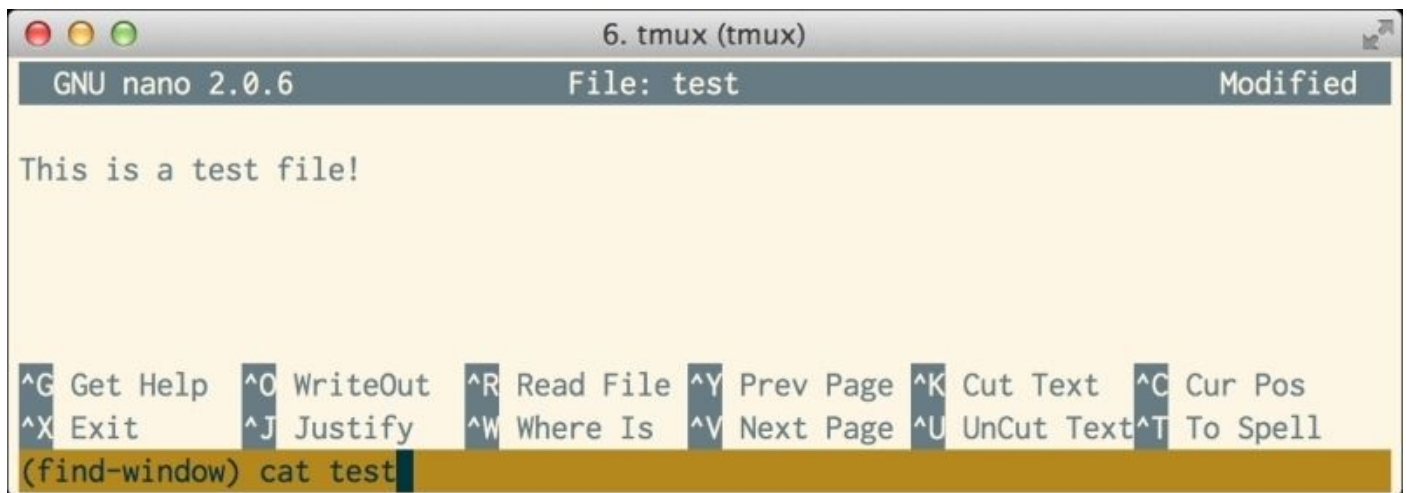 6. tmux (tmux)
GNU nano 2.0.6 File: test Modified
This is a test file!
^G Get Help ^O WriteOut ^R Read File ^Y Prev Page ^K Cut Text ^C Cur Pos
^X Exit ^J Justify ^W Where Is ^V Next Page ^U UnCut Text ^T To Spell
(find-window) cat test